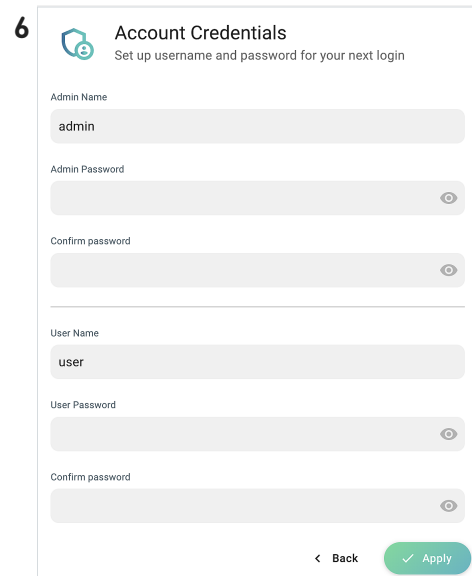 6
Account Credentials
Set up username and password for your next login
Admin Name
admin
Admin Password
Confirm password
User Name
user
User Password
Confirm password
Back
Apply